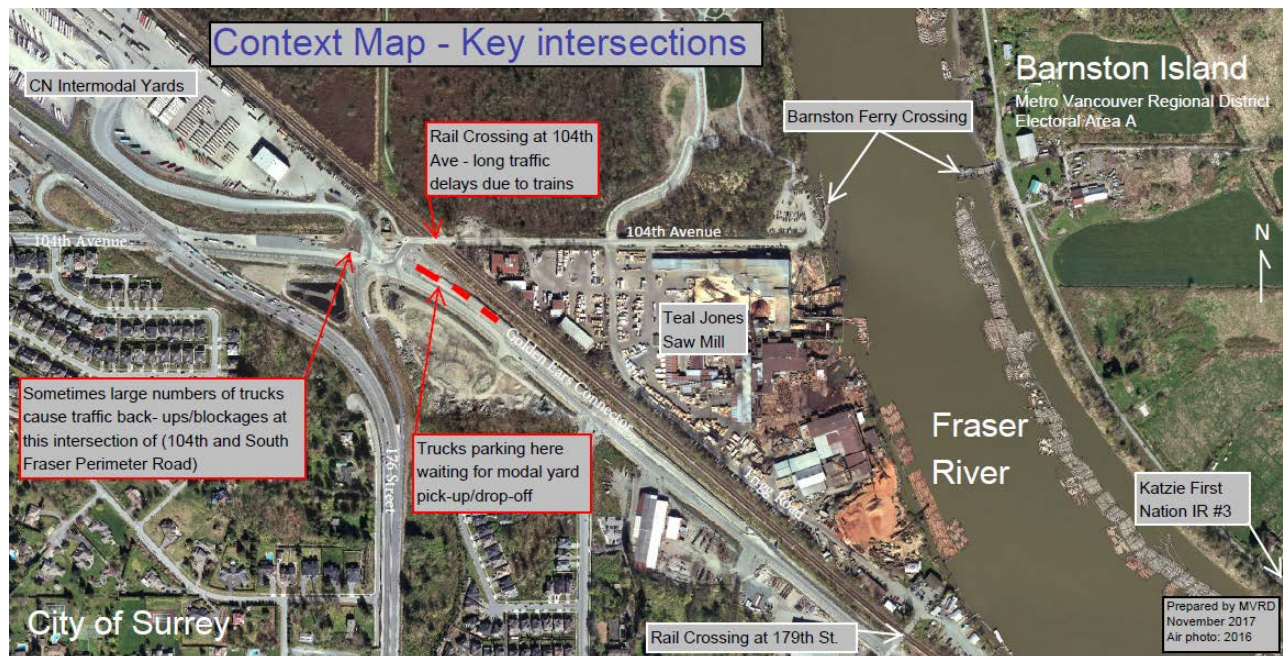 Context Map - Key intersections
CN Intermodal Yards
Barnston Island
Metro Vancouver Regional District
Electoral Area A
Barnston Ferry Crossing
Rail Crossing at 104th
Ave - long traffic
delays due to trains
104th Avenue
104th Avenue
N
Teal Jones
Saw Mill
Golden Ears Connector
Sometimes large numbers of trucks
cause traffic back- ups/blockages at
this intersection of (104th and South
Fraser Perimeter Road)
Trucks parking here
waiting for modal yard
pick-up/drop-off
176 Street
Triggs Road
Fraser
River
Katzie First
Nation IR #3
City of Surrey
Rail Crossing at 179th St.
Prepared by MVRD
November 2017
Air photo: 2016